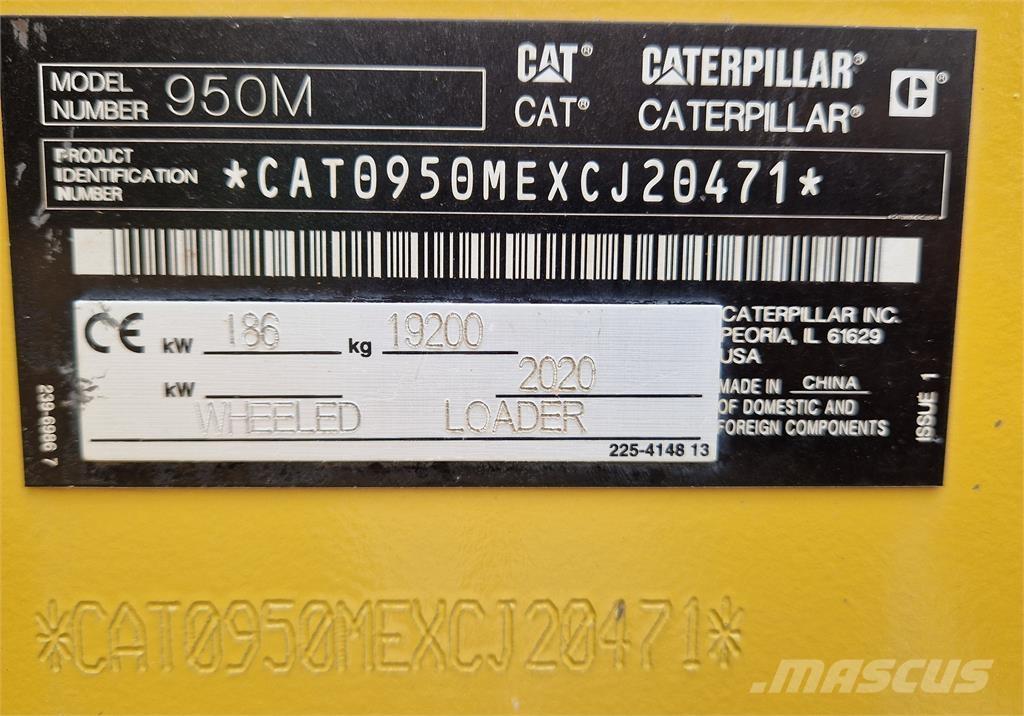 MODEL NUMBER 950M
CAT® CATERPILLAR®
CAT® CATERPILLAR®
PRODUCT
IDENTIFICATION
NUMBER
*CAT0950MEXCJ20471*
CE kW 186 kg 19200
kW 2020
WHEELED LOADER
225-4148 13
239-6986 7
CATERPILLAR INC.
PEORIA, IL 61629
USA
MADE IN CHINA
OF DOMESTIC AND
FOREIGN COMPONENTS
ISSUE 1
*CAT0950MEXCJ20471*
MASCUS